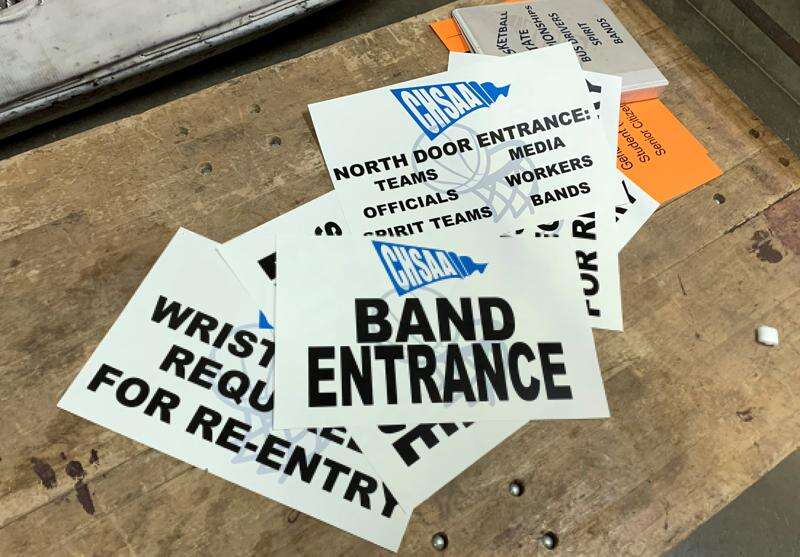 BASKETBALL
STATE
CHAMPIONSHIPS
BUS DRIVERS
SPIRIT
BANDS
Student
Senior Citizen
CHSAA
NORTH DOOR ENTRANCE:
TEAMS
MEDIA
OFFICIALS
WORKERS
SPIRIT TEAMS
BANDS
FOR
CHSAA
BAND
ENTRANCE
WRIST
REQU
FOR RE-ENTRY